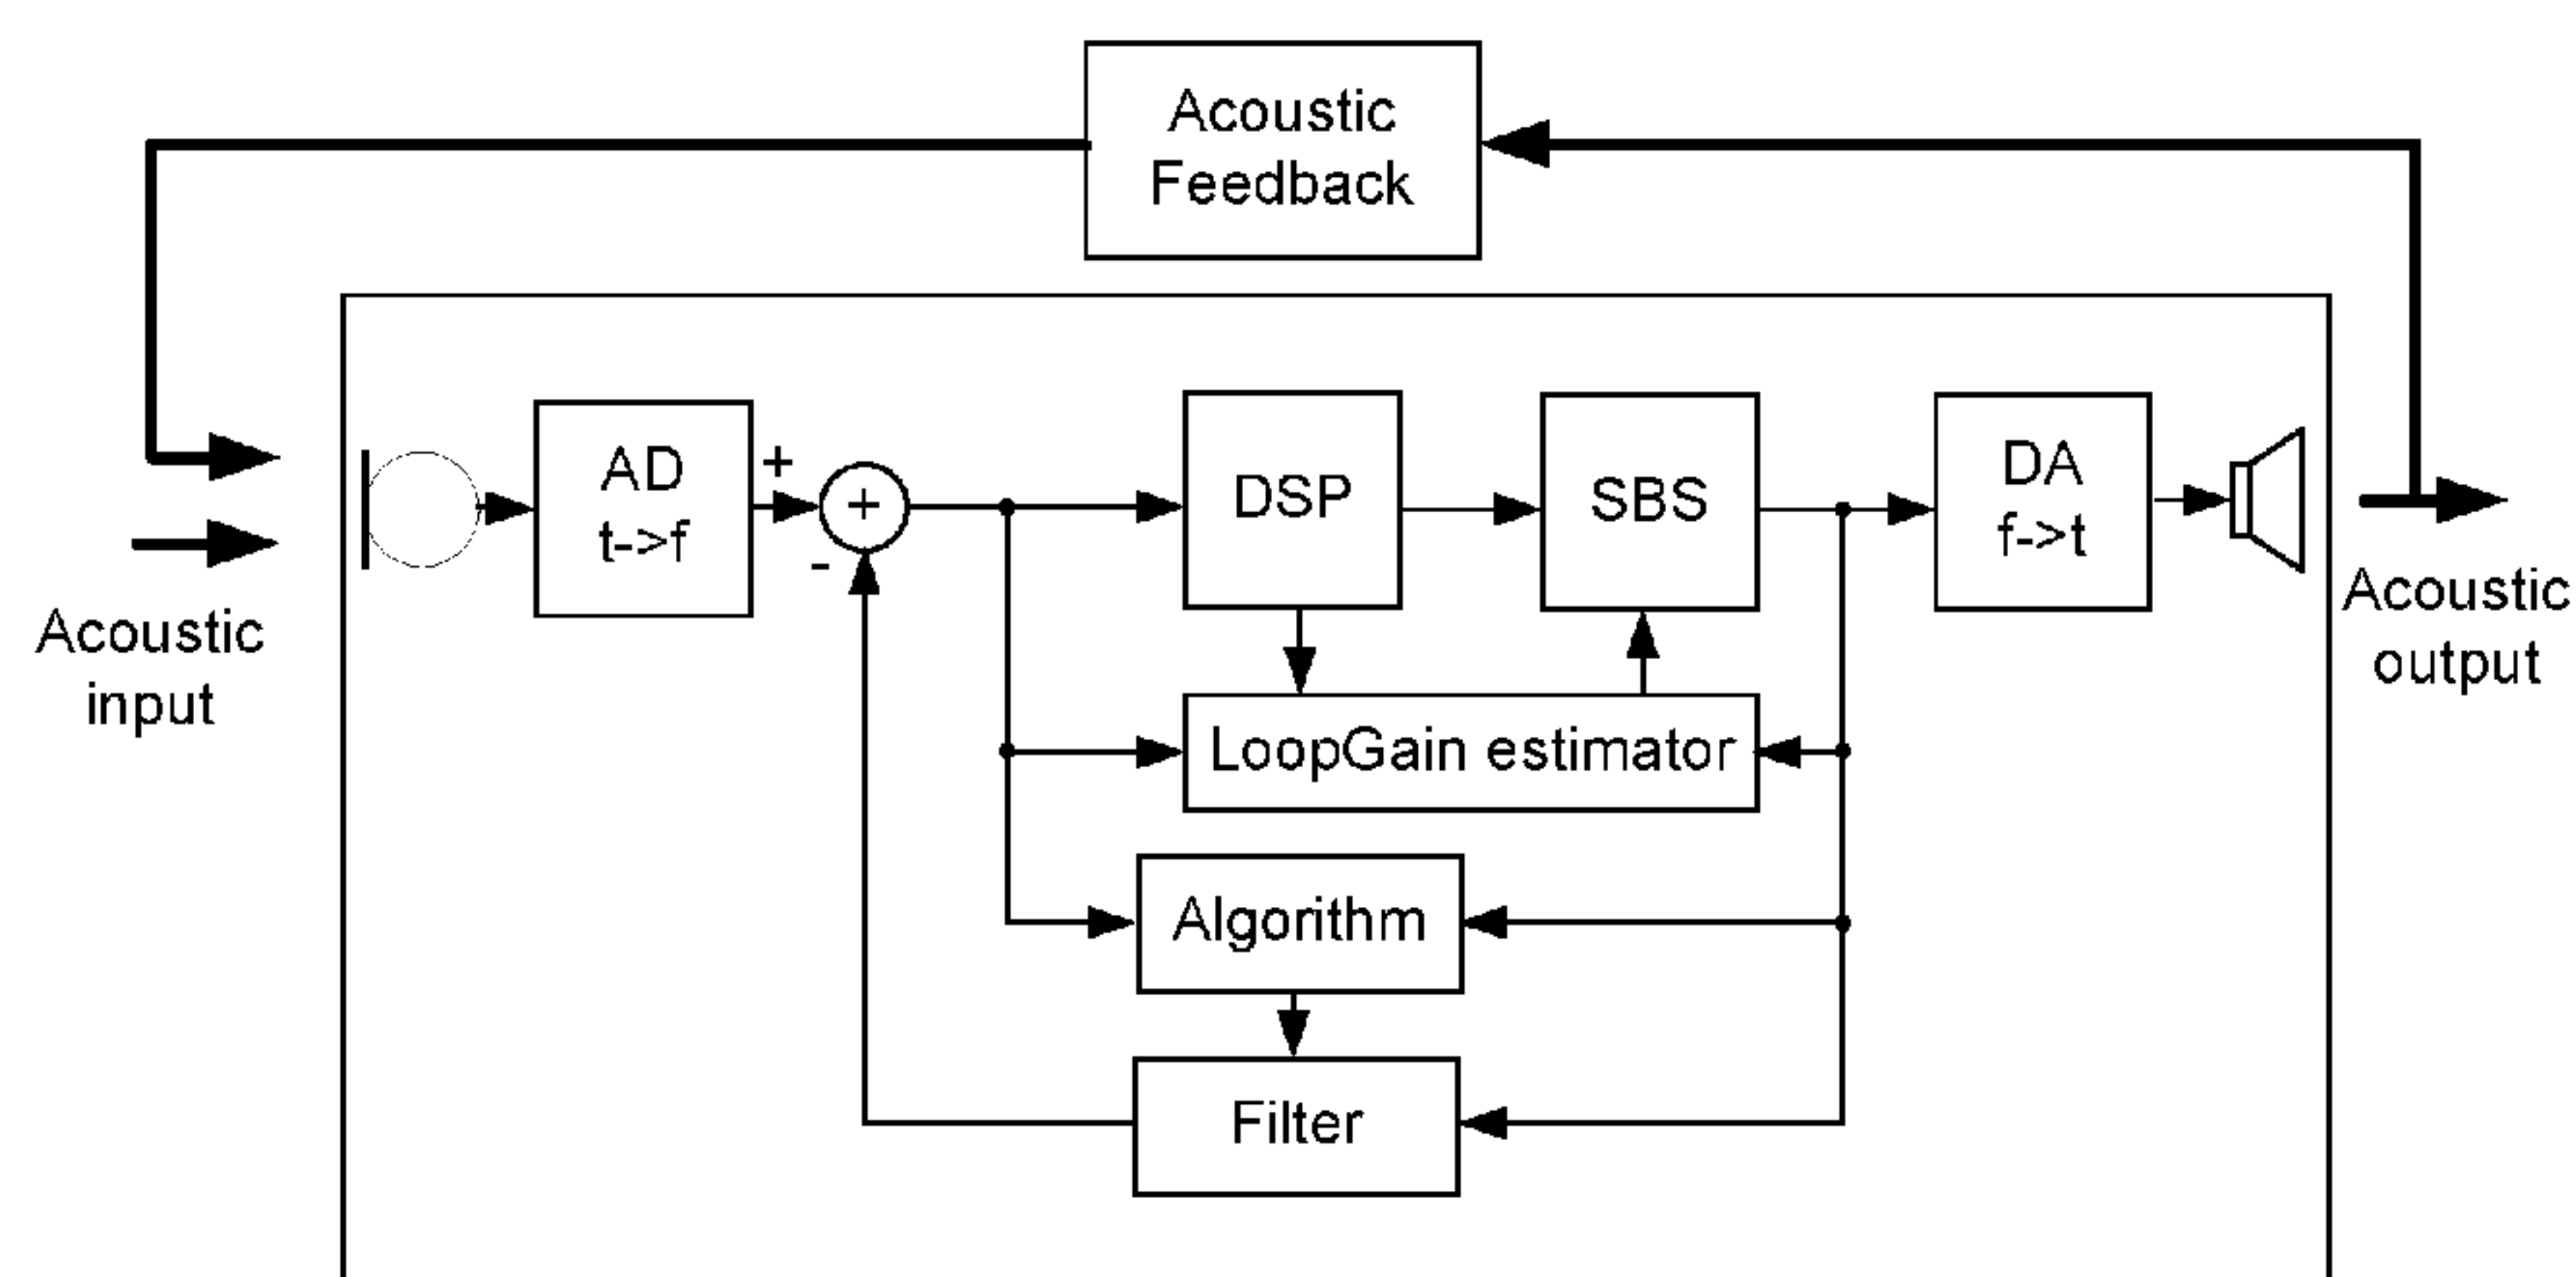 Acoustic
Feedback
AD
t->f
+
+
-
DSP
SBS
DA
f->t
Acoustic
input
Acoustic
output
LoopGain estimator
Algorithm
Filter